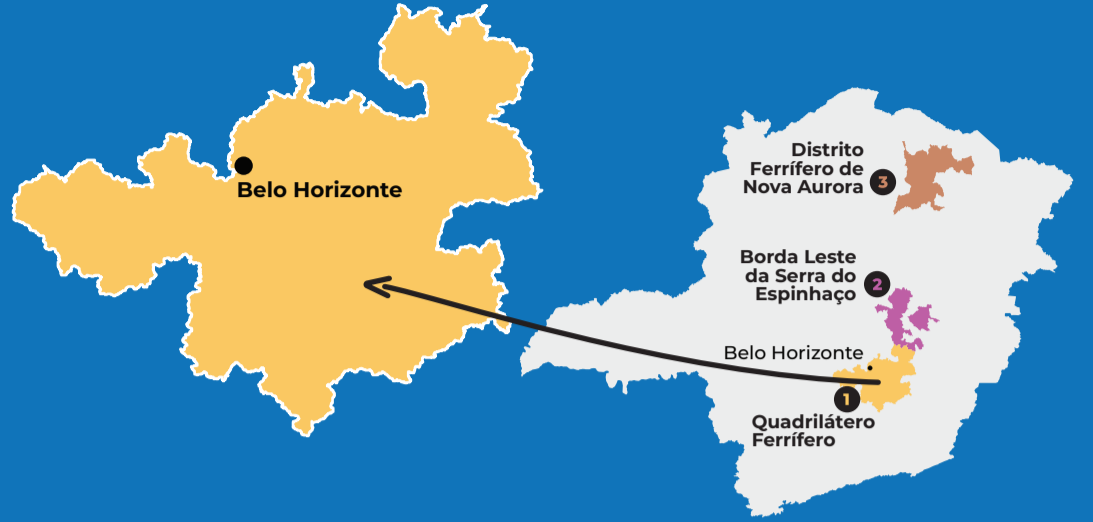 Belo Horizonte
Distrito
Ferrífero de
Nova Aurora
3
Borda Leste
da Serra do
Espinhaço
2
Belo Horizonte
1
Quadrilátero
Ferrífero